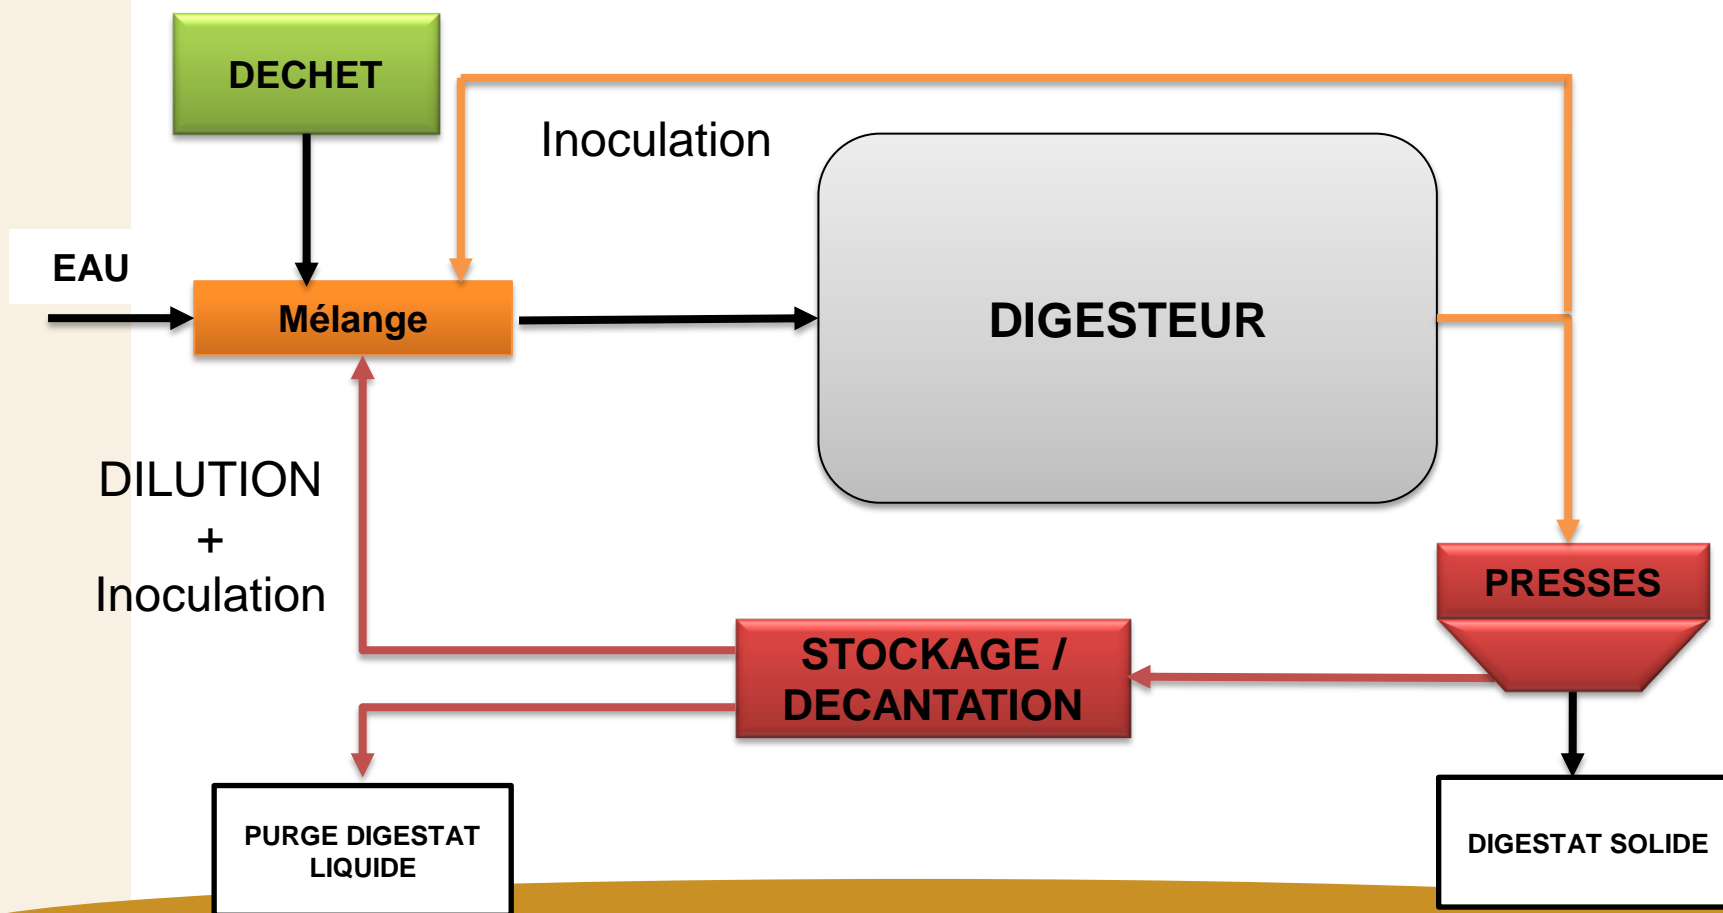 DECHET
Inoculation
EAU
Mélange
DIGESTEUR
DILUTION
+
Inoculation
PRESSES
STOCKAGE /
DECANTATION
PURGE DIGESTAT
LIQUIDE
DIGESTAT SOLIDE